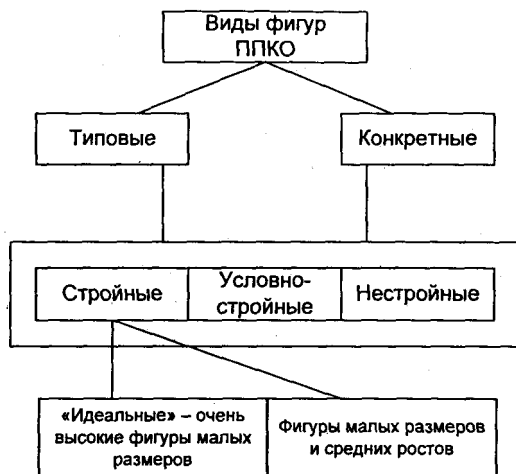 Виды фигур
ППКО
Типовые
Конкретные
Стройные
Условно-
стройные
Нестройные
«Идеальные» – очень
высокие фигуры малых
размеров
Фигуры малых размеров
и средних ростов